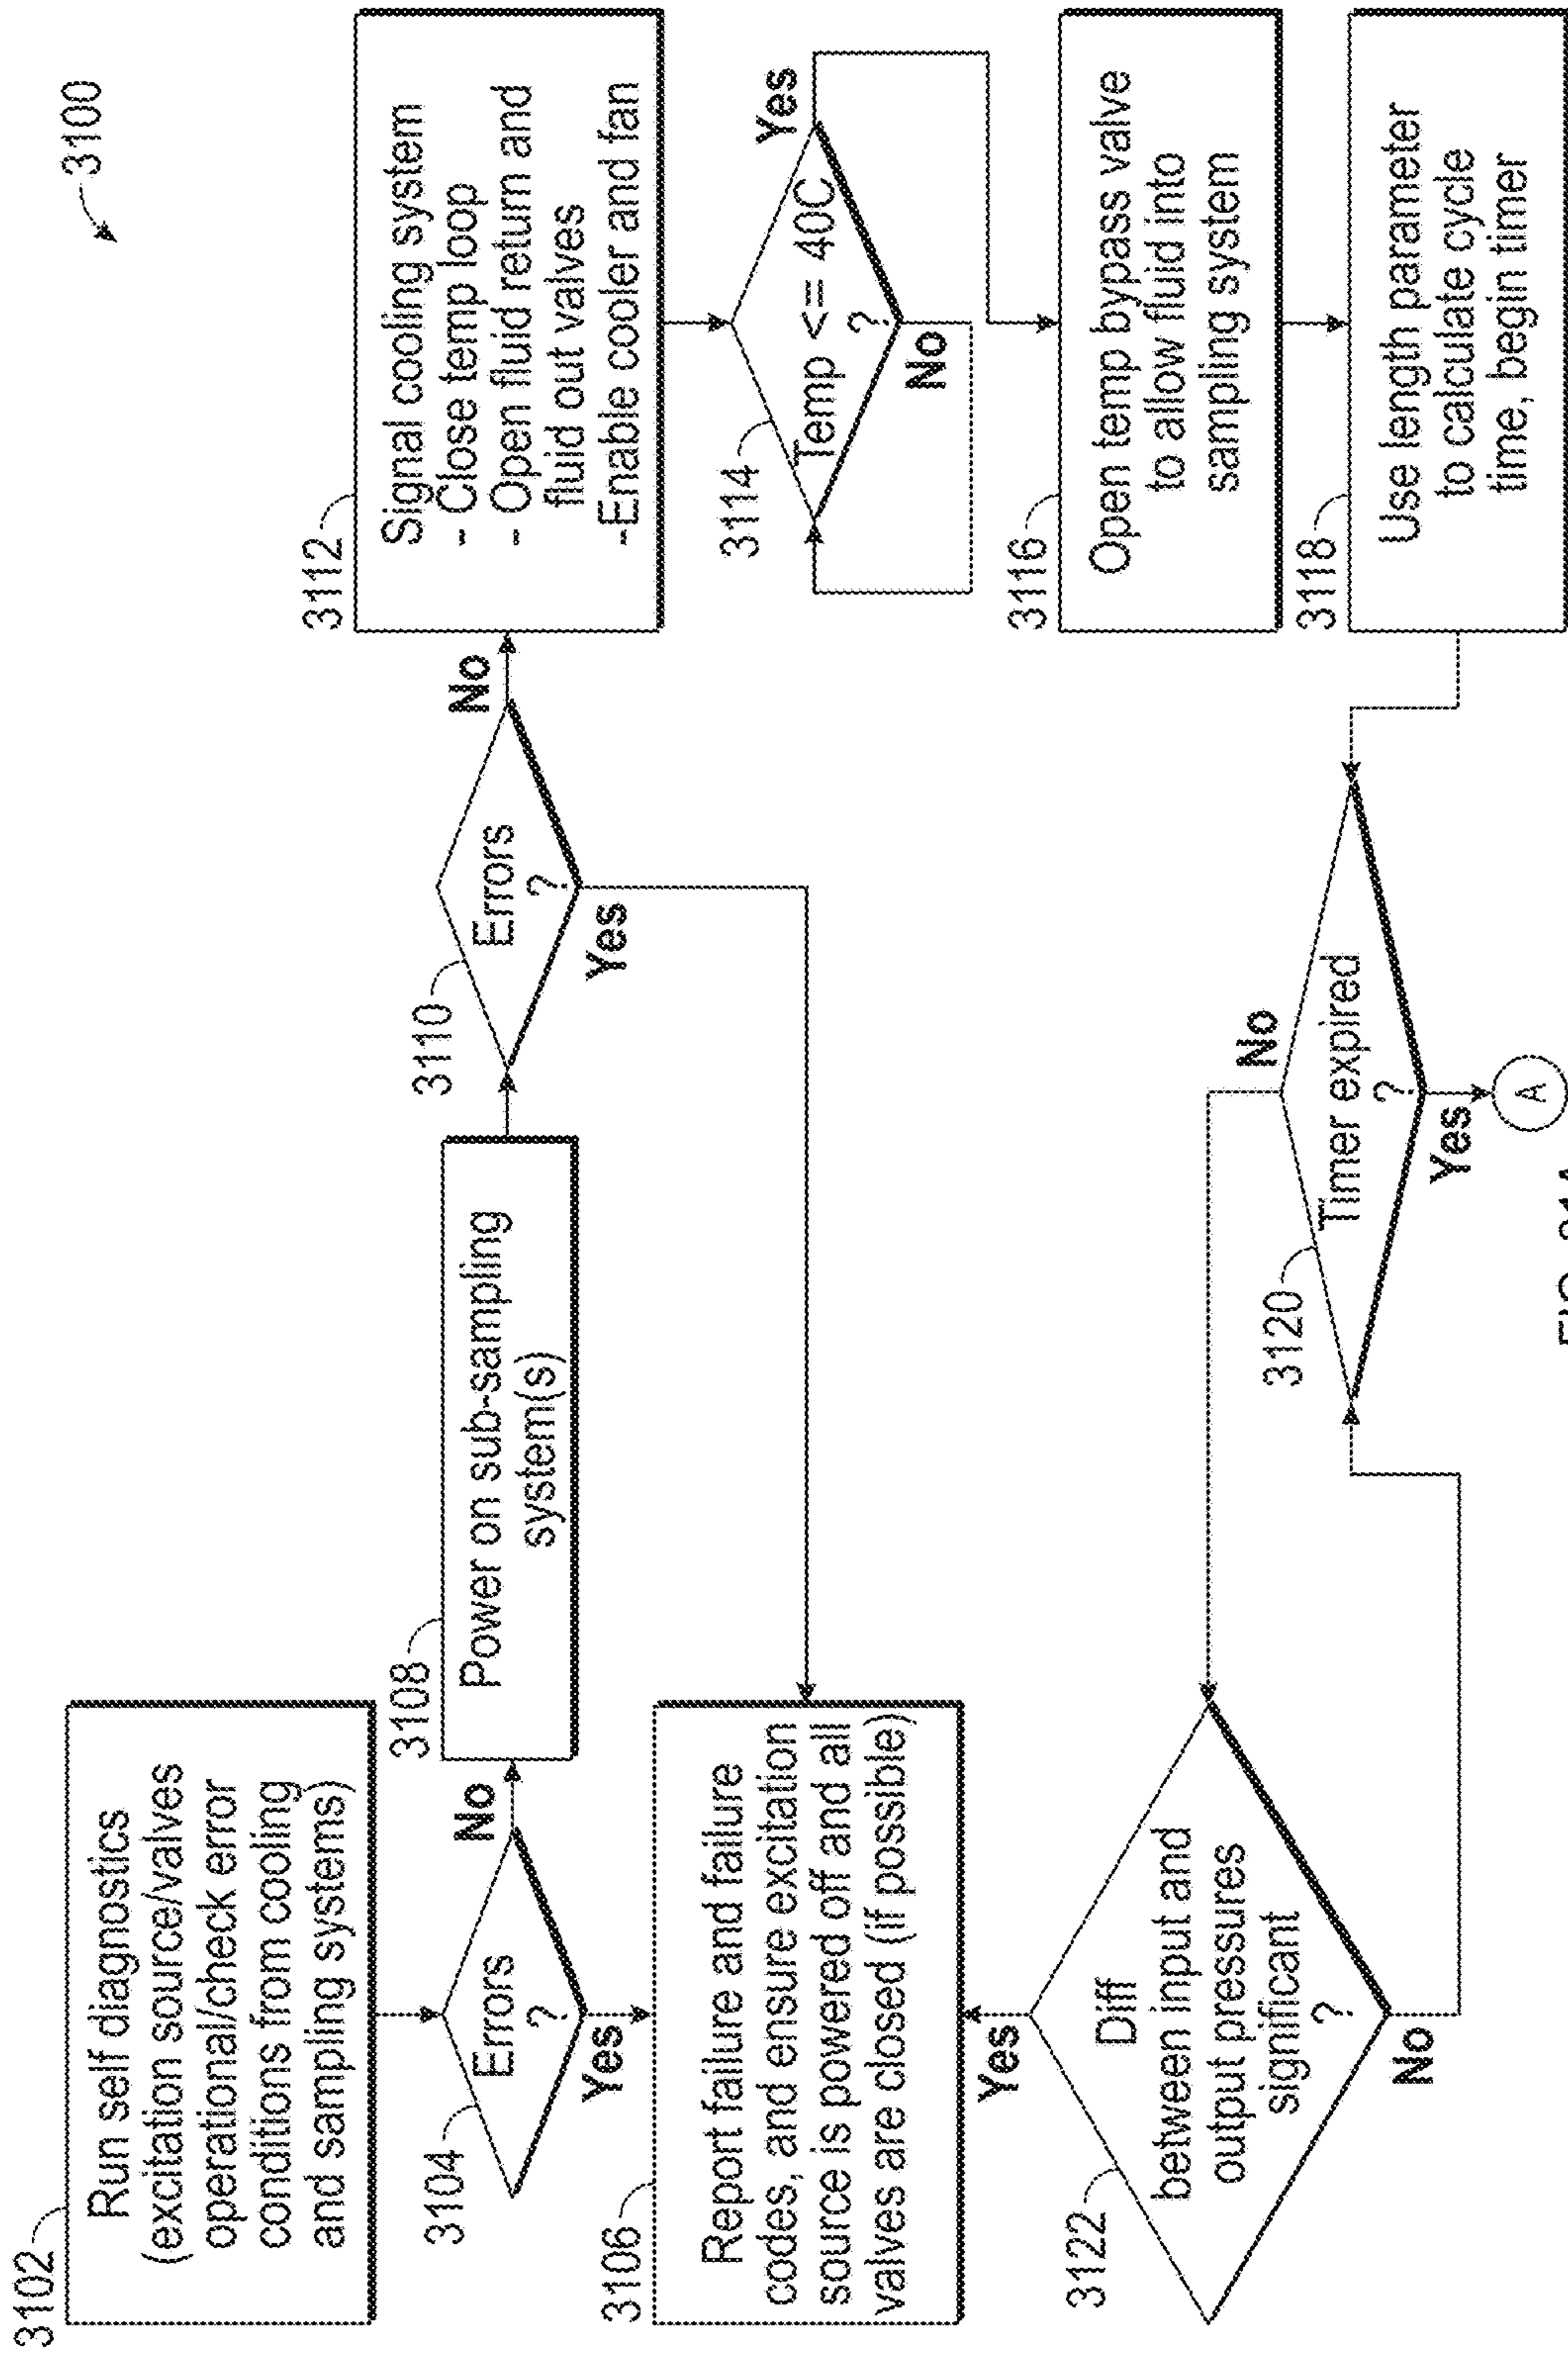 3100
3102
Run self diagnostics
(excitation source/valves
operational/check error
conditions from cooling
and sampling systems)
3104
Errors
?
No
Yes
3106
Report failure and failure
codes, and ensure excitation
source is powered off and all
valves are closed (if possible)
3108
Power on sub-sampling
system(s)
3110
Errors
?
No
Yes
3112
Signal cooling system
- Close temp loop
- Open fluid return and
fluid out valves
-Enable cooler and fan
3114
Temp <= 40C
?
Yes
No
3116
Open temp bypass valve
to allow fluid into
sampling system
3118
Use length parameter
to calculate cycle
time, begin timer
3120
Timer expired
?
No
Yes
A
3122
Diff
between input and
output pressures
significant
?
Yes
No